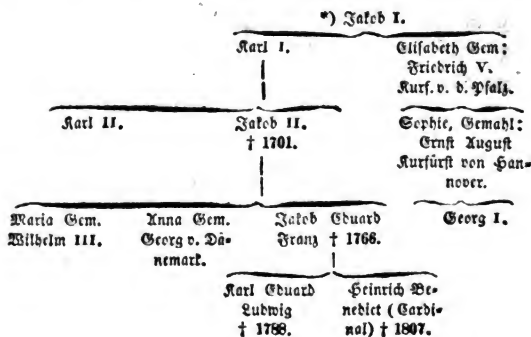 *) Jakob I.
Karl I. Elisabeth Gem:
Friedrich V.
Kurf. v. d. Pfalz.
Karl II. Jakob II. Sophie, Gemahl:
† 1701. Ernst August
Kurfürst von Han=
nover.
Maria Gem. Anna Gem. Jakob Eduard Georg I.
Wilhelm III. Georg v. Dä= Franz † 1766.
nemark.
Karl Eduard Heinrich Be=
Ludwig nedict (Cardi=
† 1788. nal) † 1807.